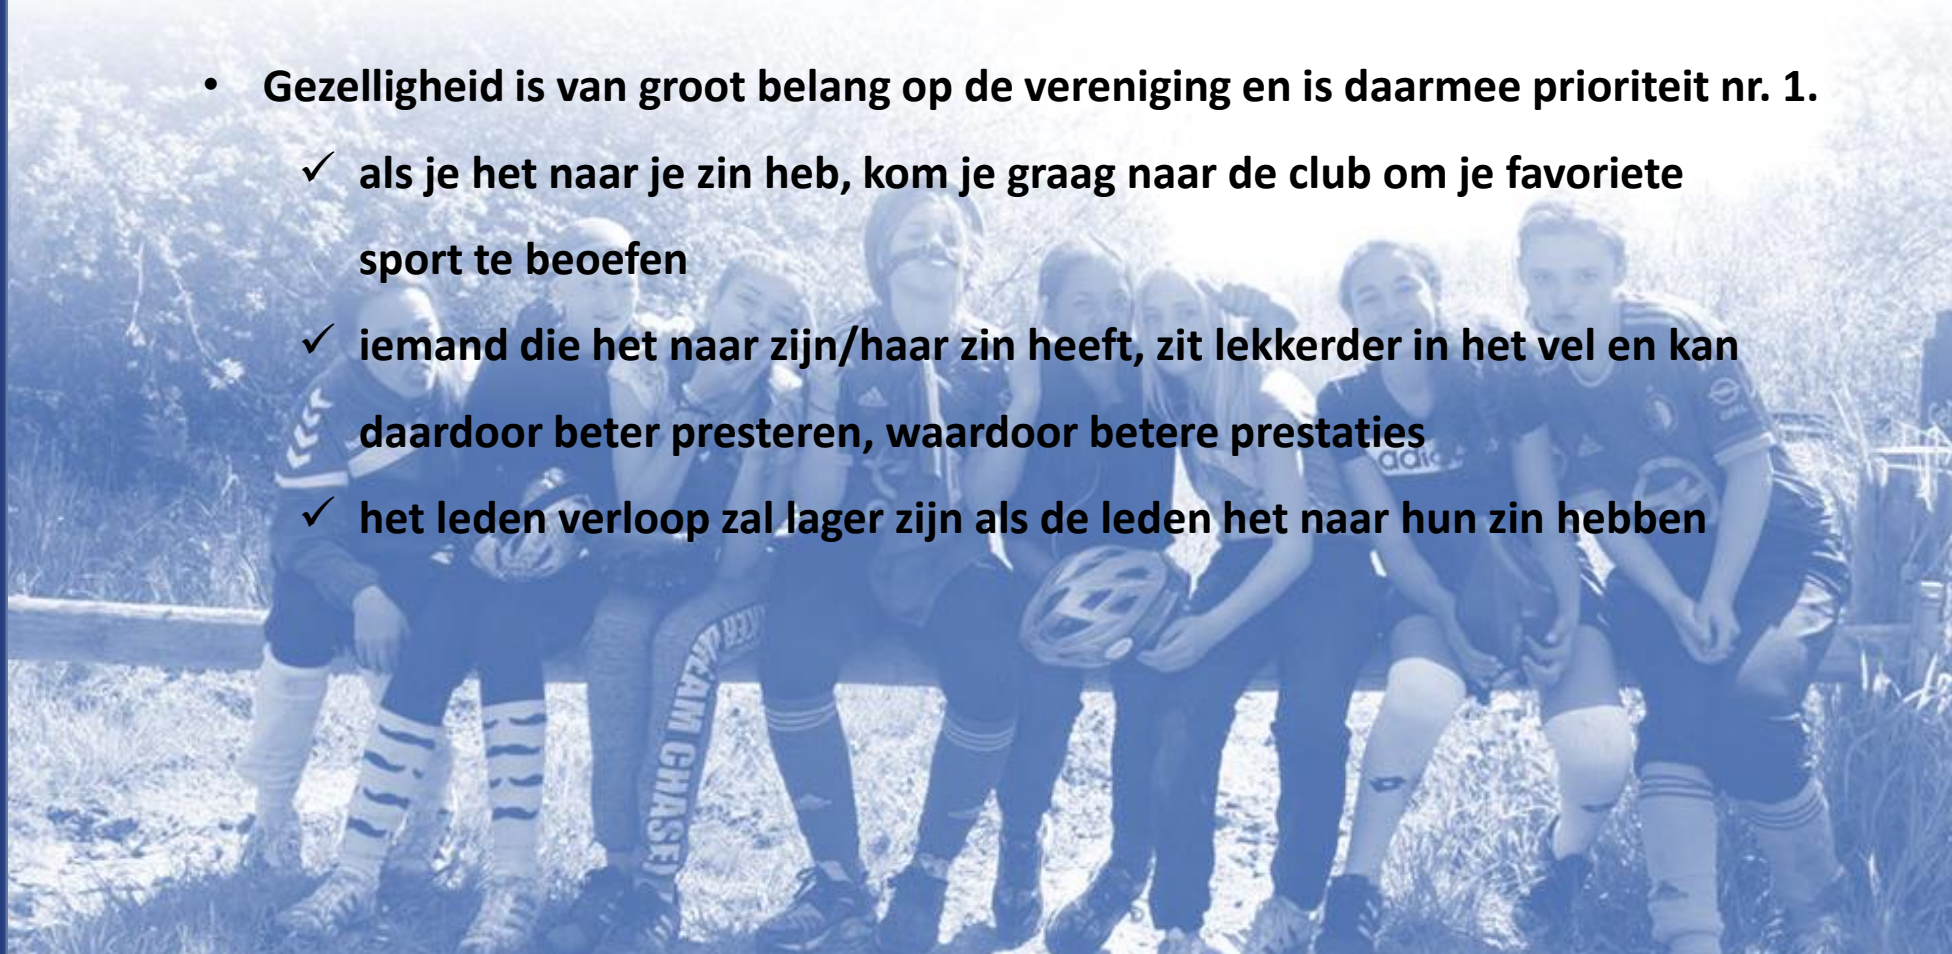 • Gezelligheid is van groot belang op de vereniging en is daarmee prioriteit nr. 1.
✓ als je het naar je zin heb, kom je graag naar de club om je favoriete
sport te beoefen
✓ iemand die het naar zijn/haar zin heeft, zit lekkerder in het vel en kan
daardoor beter presteren, waardoor betere prestaties
✓ het leden verloop zal lager zijn als de leden het naar hun zin hebben